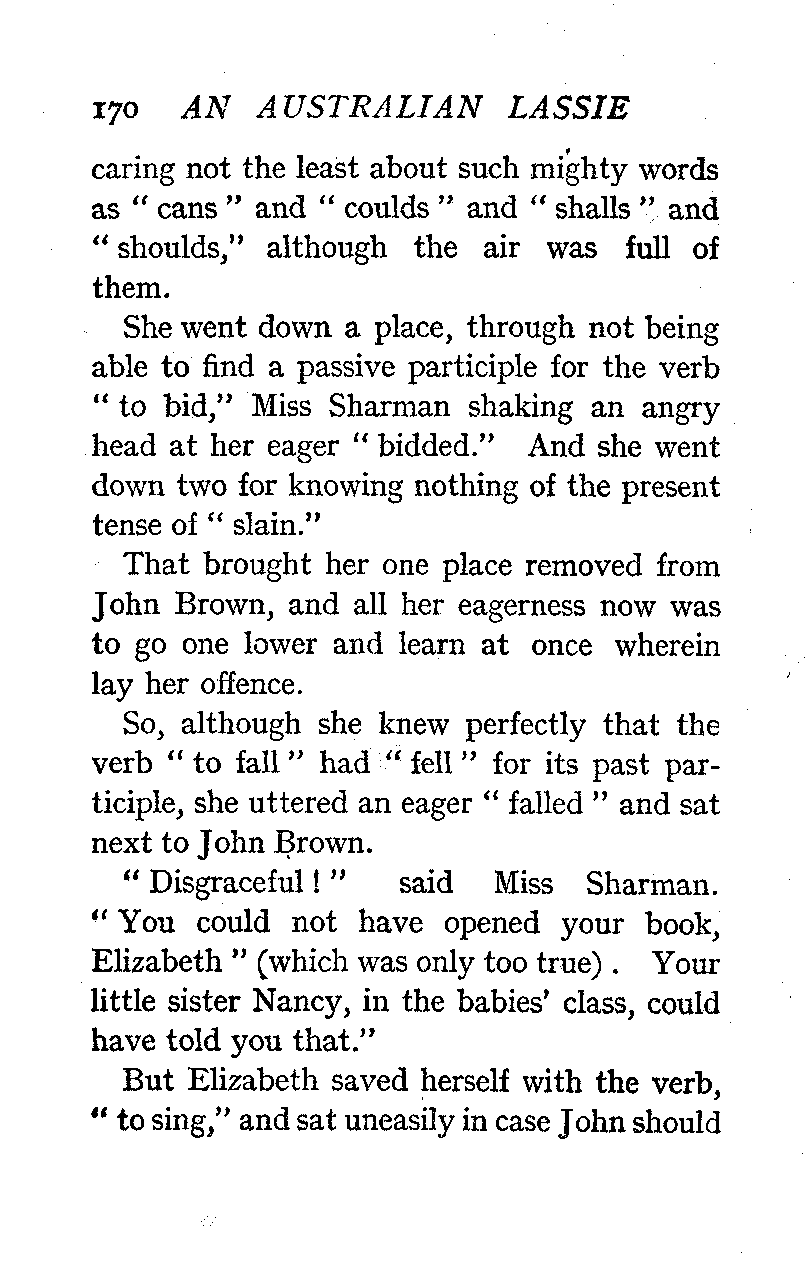 170 AN AUSTRALIAN LASSIE
caring not the least about such mighty words
as " cans " and " coulds " and " shalls " and
" shoulds," although the air was full of
them.
She went down a place, through not being
able to find a passive participle for the verb
" to bid," Miss Sharman shaking an angry
head at her eager " bidded." And she went
down two for knowing nothing of the present
tense of " slain."
That brought her one place removed from
John Brown, and all her eagerness now was
to go one lower and learn at once wherein
lay her offence.
So, although she knew perfectly that the
verb " to fall " had " fell " for its past par-
ticiple, she uttered an eager " falled " and sat
next to John Brown.
" Disgraceful ! " said Miss Sharman.
" You could not have opened your book,
Elizabeth " (which was only too true) . Your
little sister Nancy, in the babies' class, could
have told you that."
But Elizabeth saved herself with the verb,
" to sing," and sat uneasily in case John should